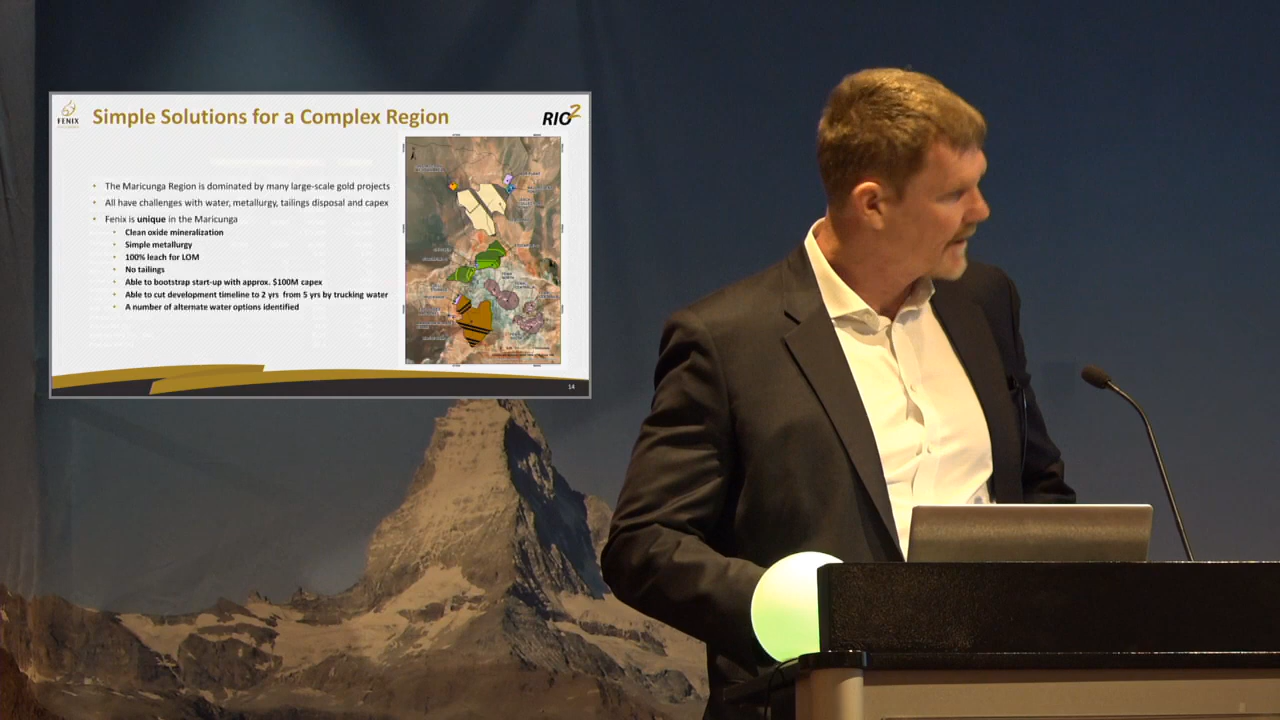 FENIX
Simple Solutions for a Complex Region
RIO2
• The Maricunga Region is dominated by many large-scale gold projects
• All have challenges with water, metallurgy, tailings disposal and capex
• Fenix is unique in the Maricunga
• Clean oxide mineralization
• Simple metallurgy
• 100% leach for LOM
• No tailings
• Able to bootstrap start-up with approx. $100M capex
• Able to cut development timeline to 2 yrs from 5 yrs by trucking water
• A number of alternate water options identified
14